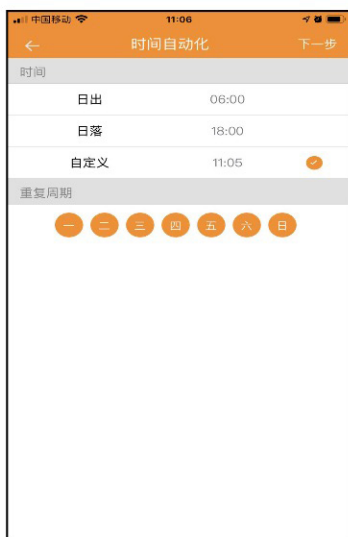 中国移动 11:06
时间自动化 下一步
时间
日出 06:00
日落 18:00
自定义 11:05
重复周期
一 二 三 四 五 六 日